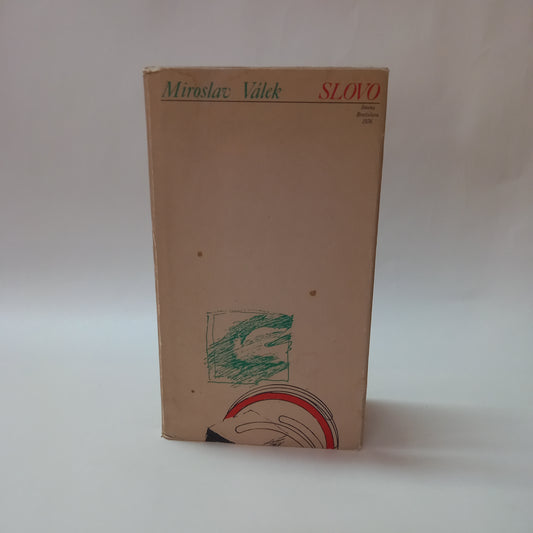 Miroslav Válek SLOVO
Smena
Bratislava
1976